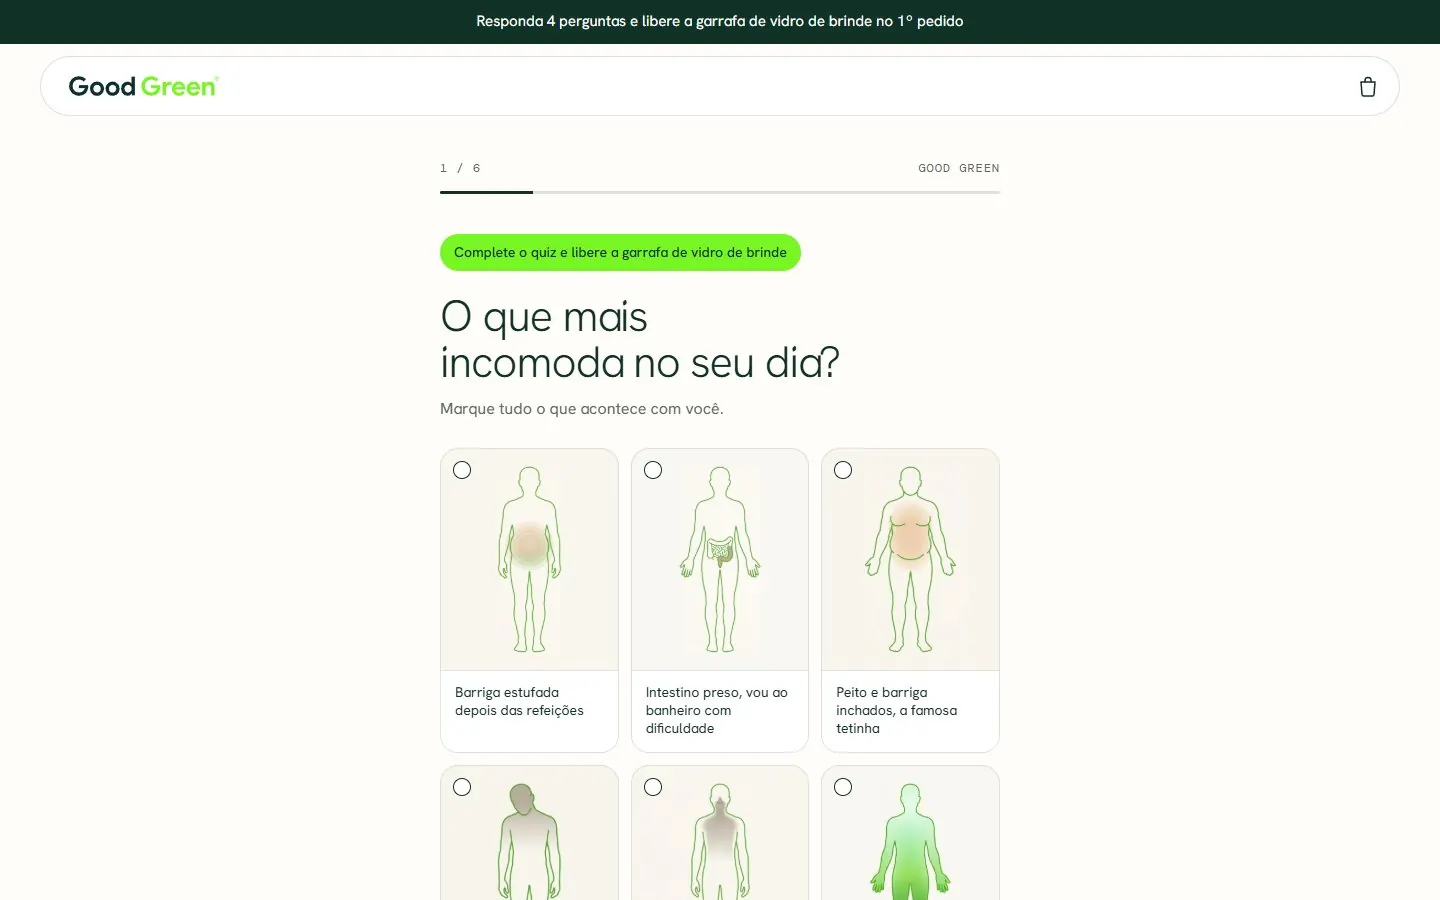 Responda 4 perguntas e libere a garrafa de vidro de brinde no 1º pedido
Good Green
1 / 6
GOOD GREEN
Complete o quiz e libere a garrafa de vidro de brinde
O que mais
incomoda no seu dia?
Marque tudo o que acontece com você.
Barriga estufada
depois das refeições
Intestino preso, vou ao
banheiro com
dificuldade
Peito e barriga
inchados, a famosa
tetinha